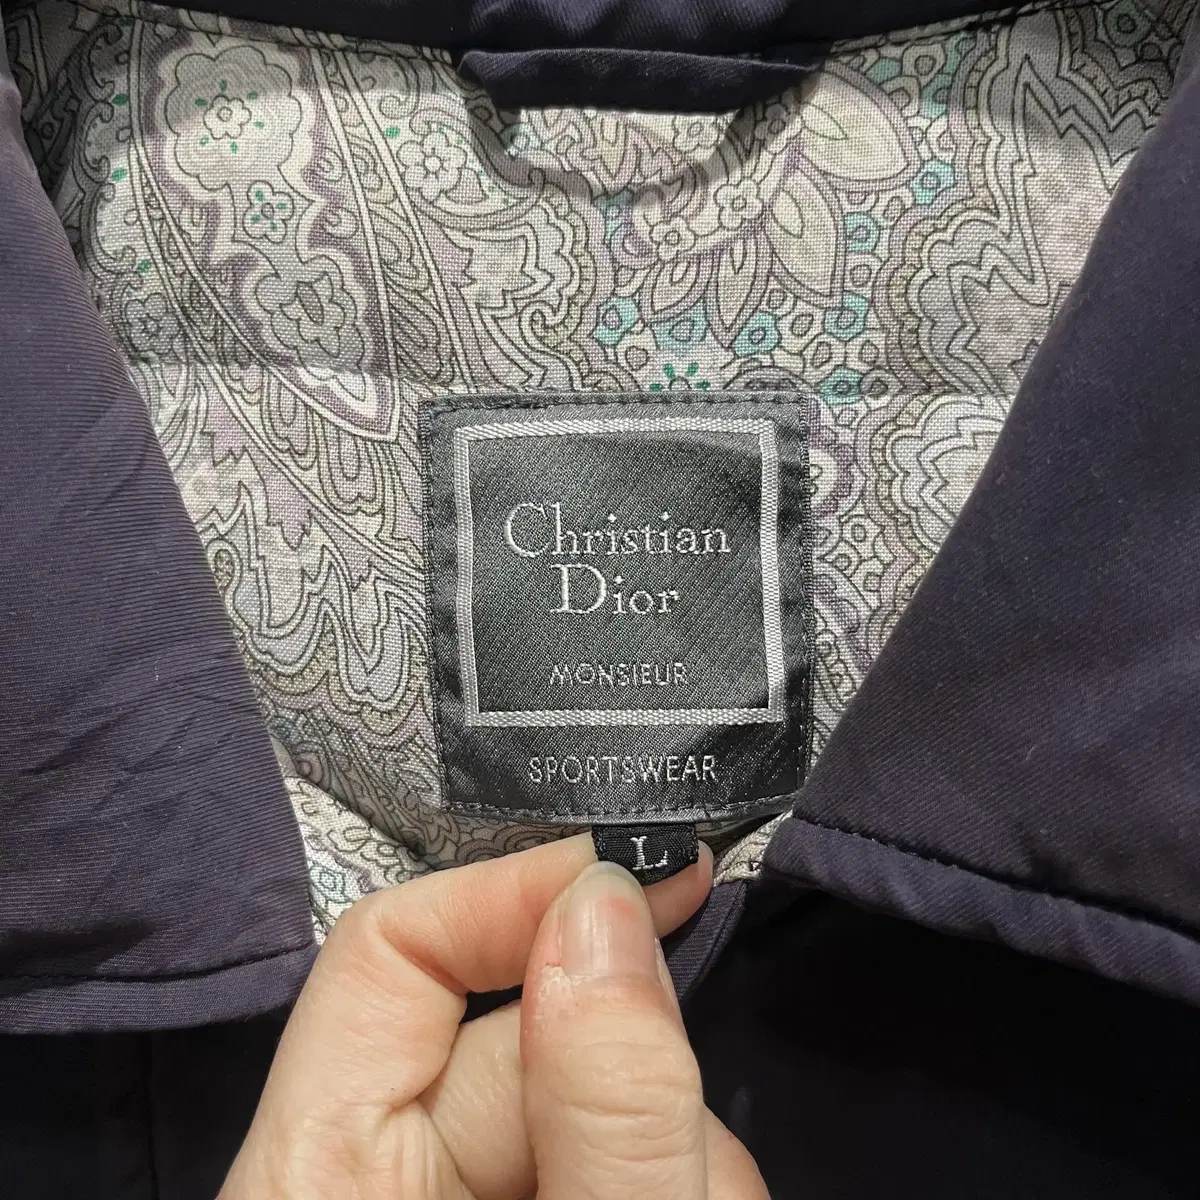 Christian
Dior
MONSIEUR
SPORTSWEAR
L